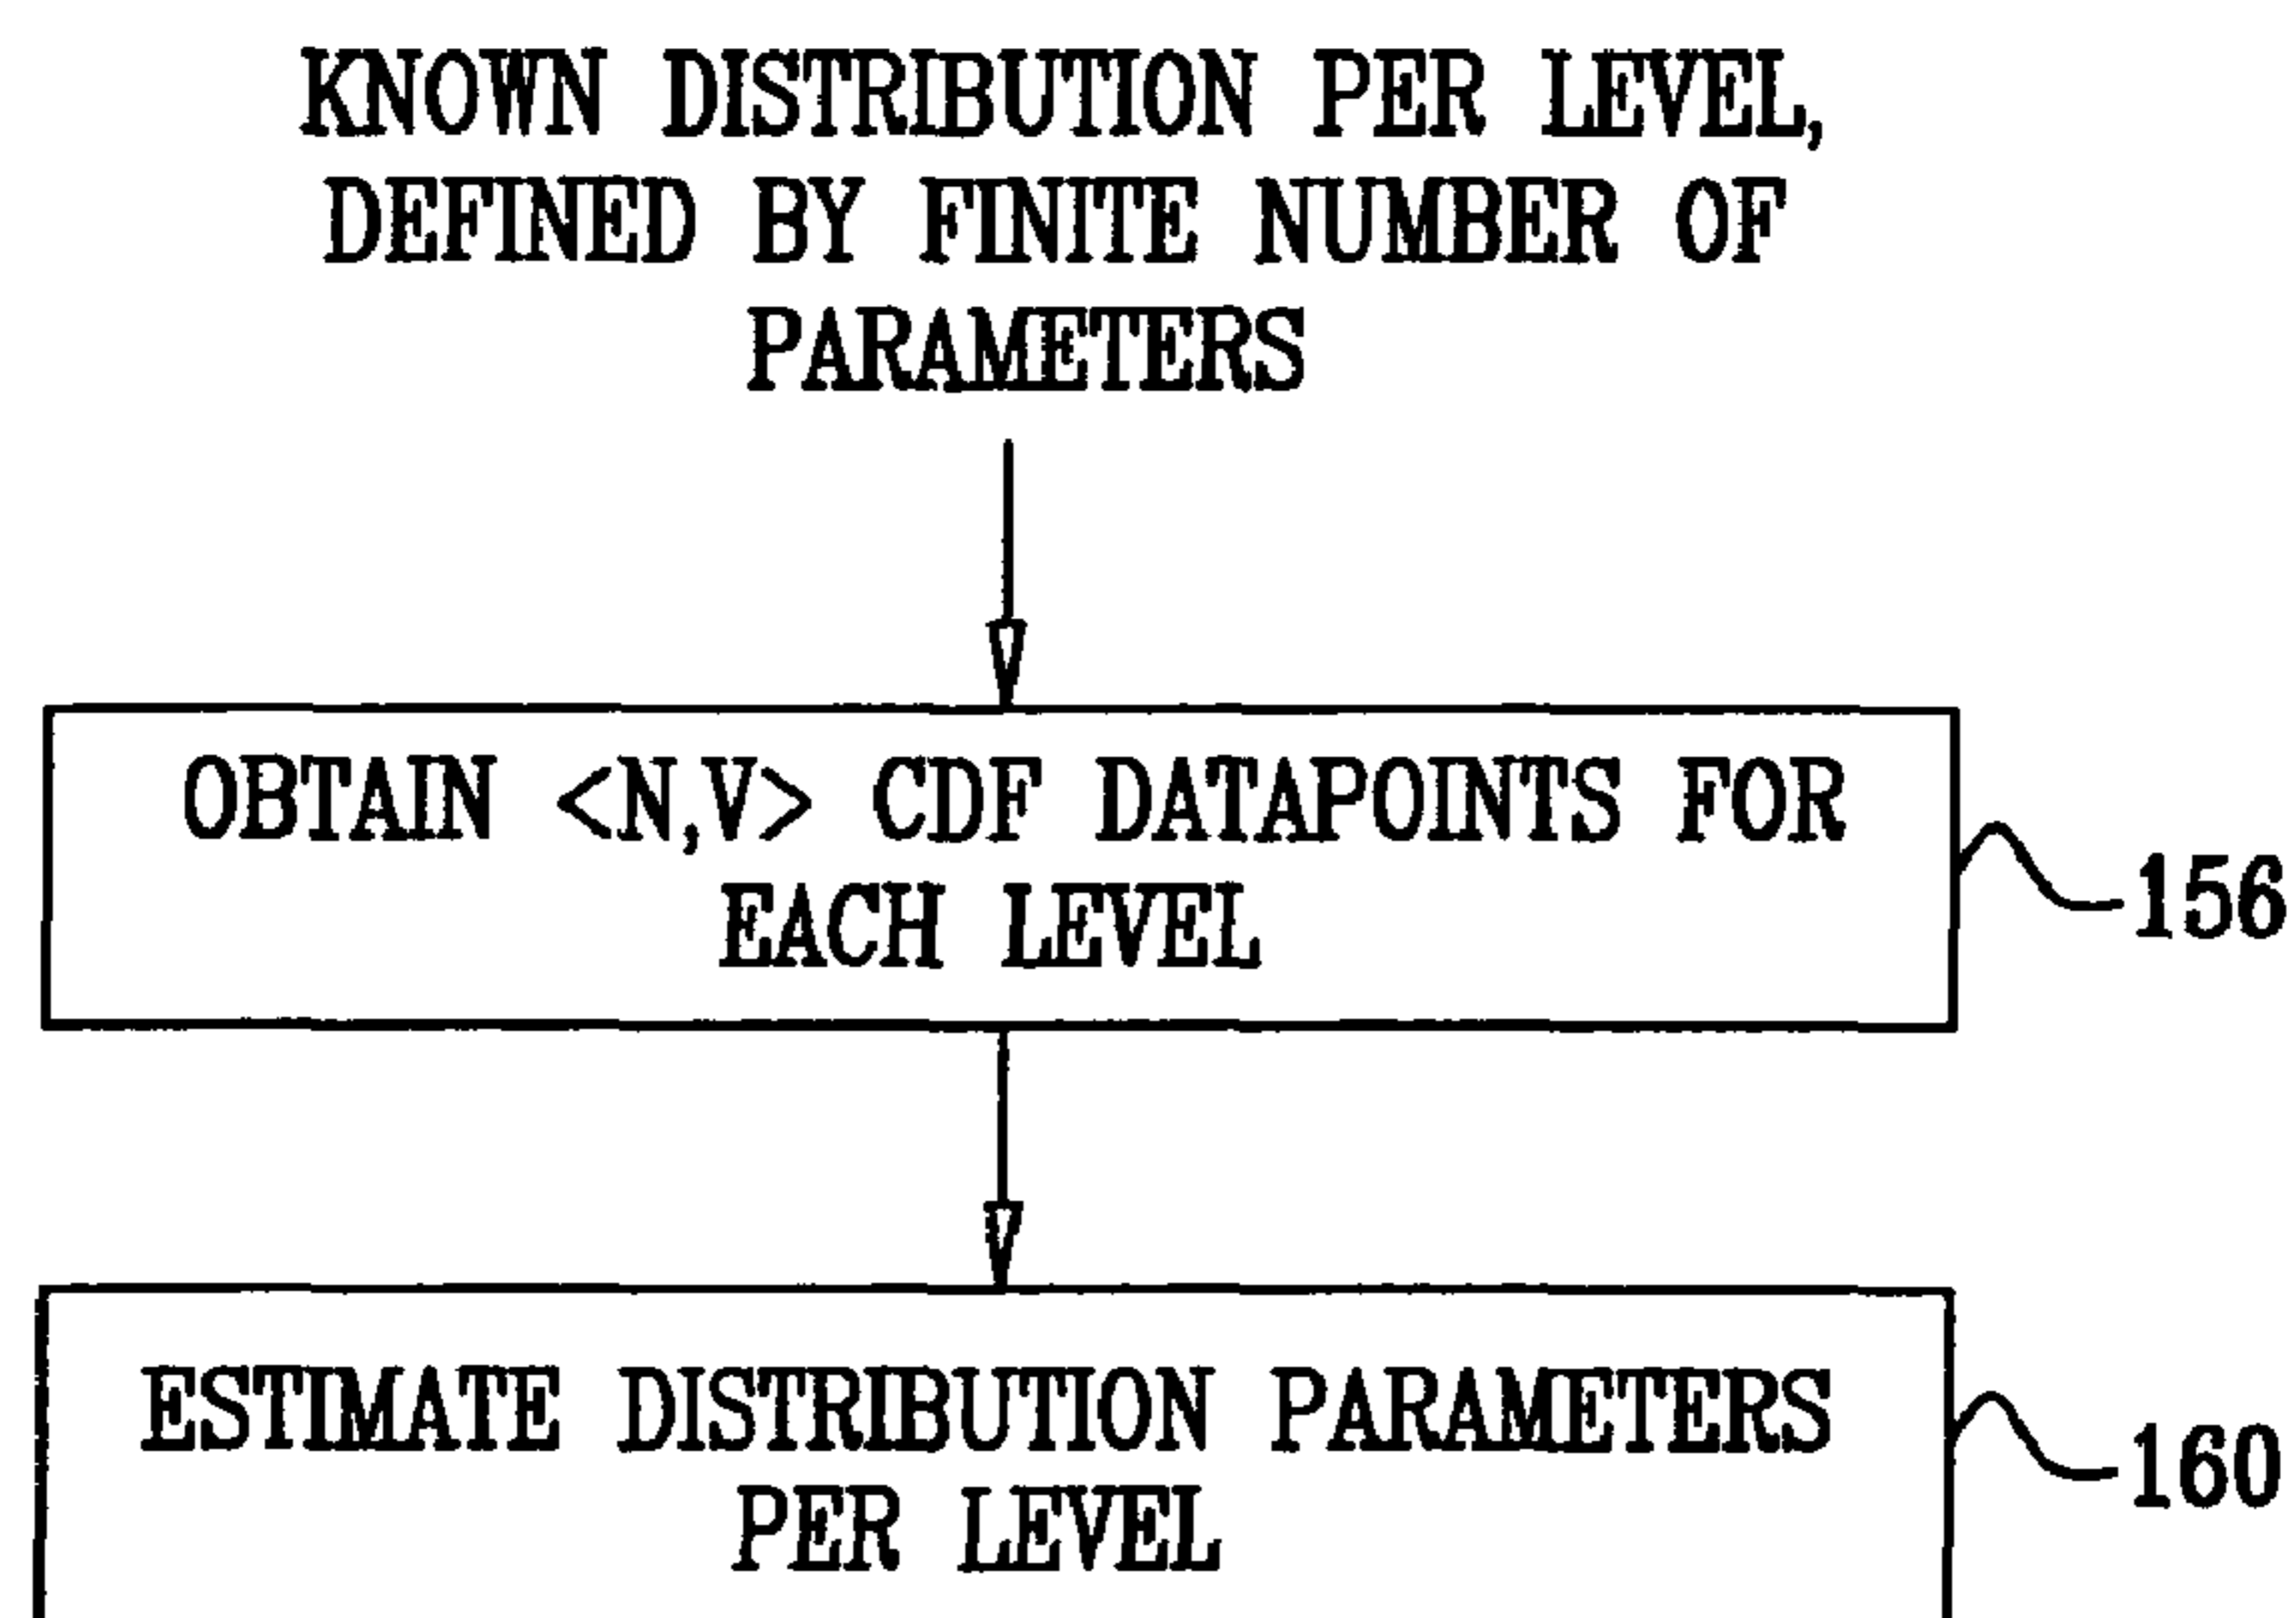 KNOWN DISTRIBUTION PER LEVEL,
DEFINED BY FINITE NUMBER OF
PARAMETERS
OBTAIN <N,V> CDF DATAPOINTS FOR
EACH LEVEL
156
ESTIMATE DISTRIBUTION PARAMETERS
PER LEVEL
160